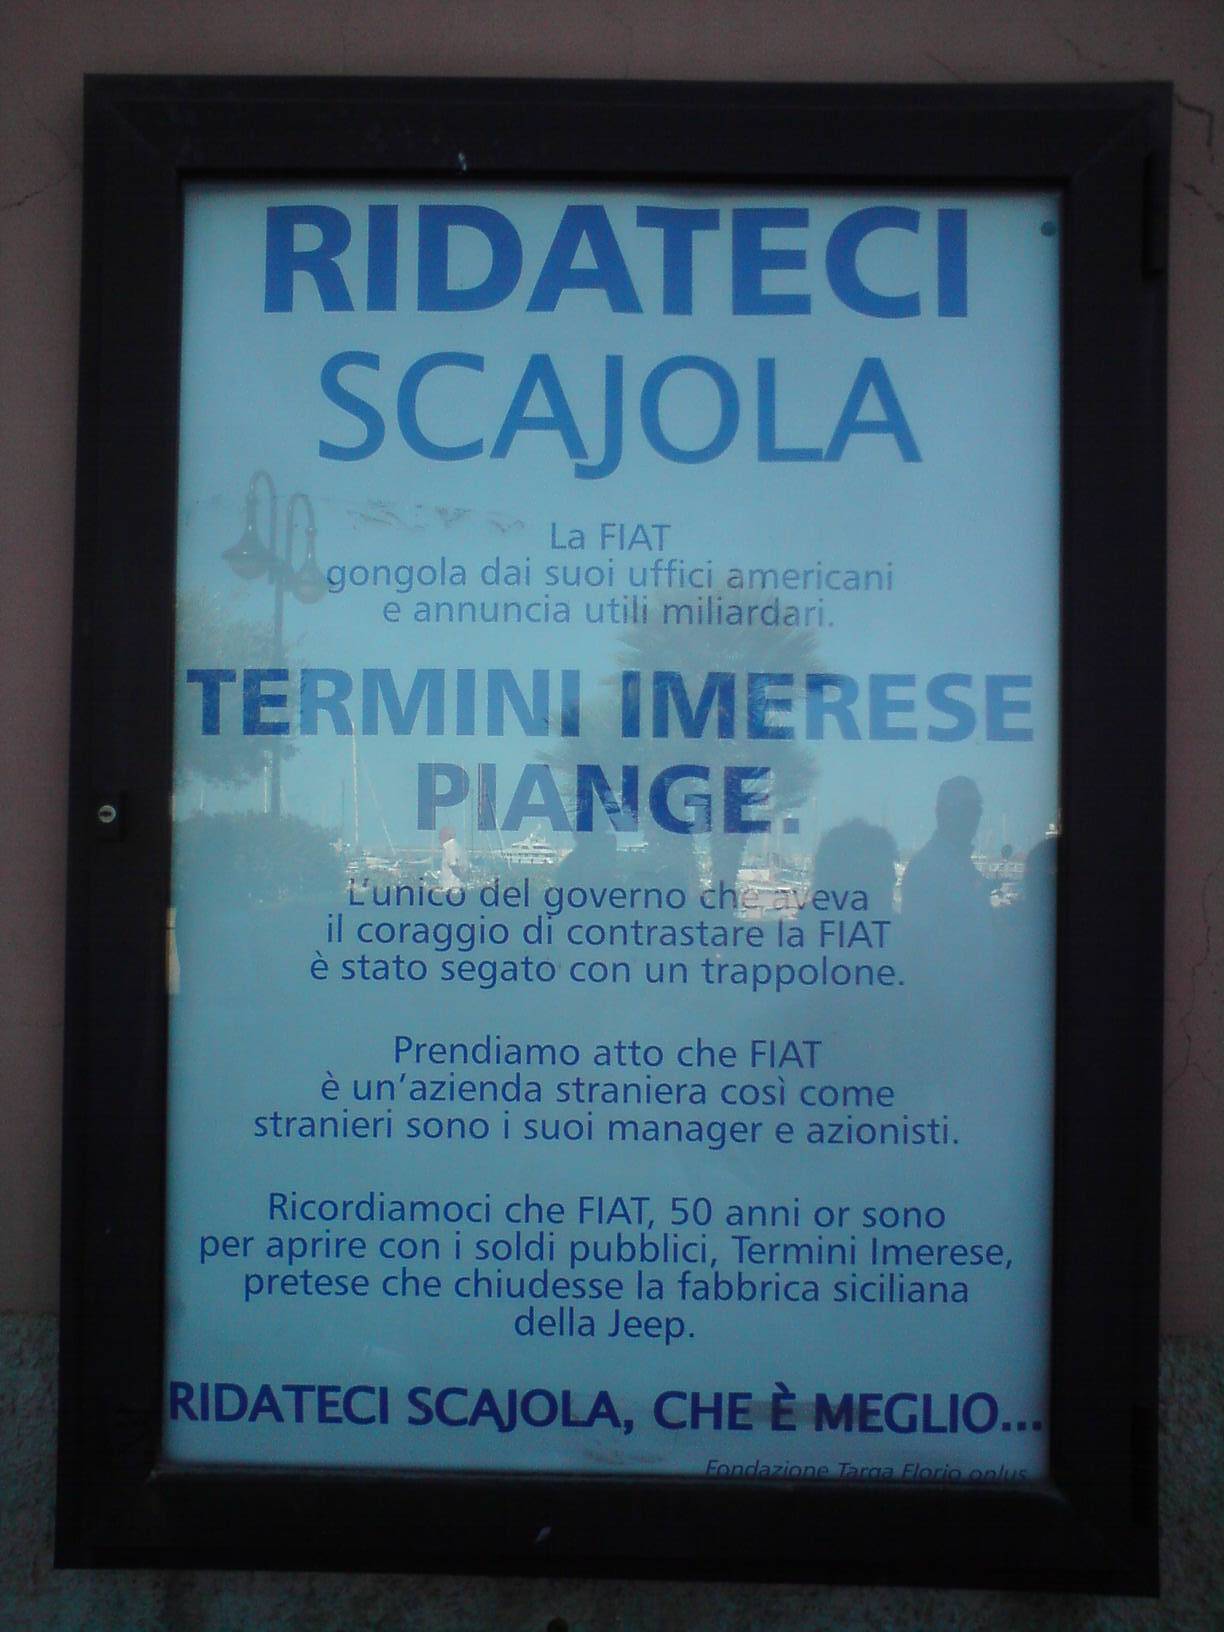 RIDATECI
SCAJOLA
La FIAT
gongola dai suoi uffici americani
e annuncia utili miliardari.
TERMINI IMERESE
PIANGE.
L'unico del governo che aveva
il coraggio di contrastare la FIAT
è stato segato con un trappolone.
Prendiamo atto che FIAT
è un'azienda straniera così come
stranieri sono i suoi manager e azionisti.
Ricordiamoci che FIAT, 50 anni or sono
per aprire con i soldi pubblici, Termini Imerese,
pretese che chiudesse la fabbrica siciliana
della Jeep.
RIDATECI SCAJOLA, CHE È MEGLIO...
Fondazione Targa Florio onlus